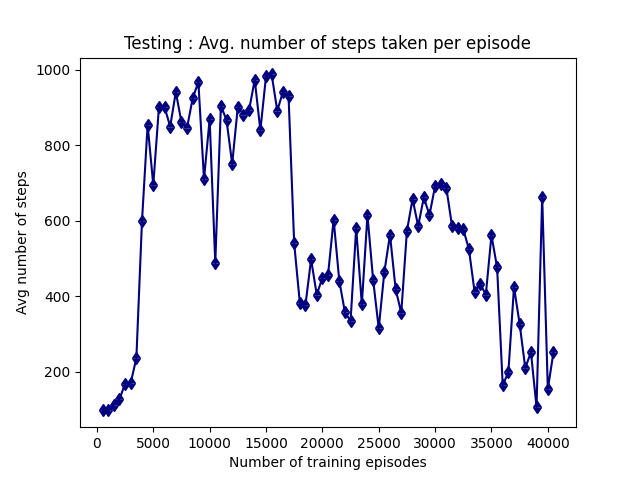 Testing : Avg. number of steps taken per episode
1000
800
600
400
200
Avg number of steps
0 5000 10000 15000 20000 25000 30000 35000 40000
Number of training episodes